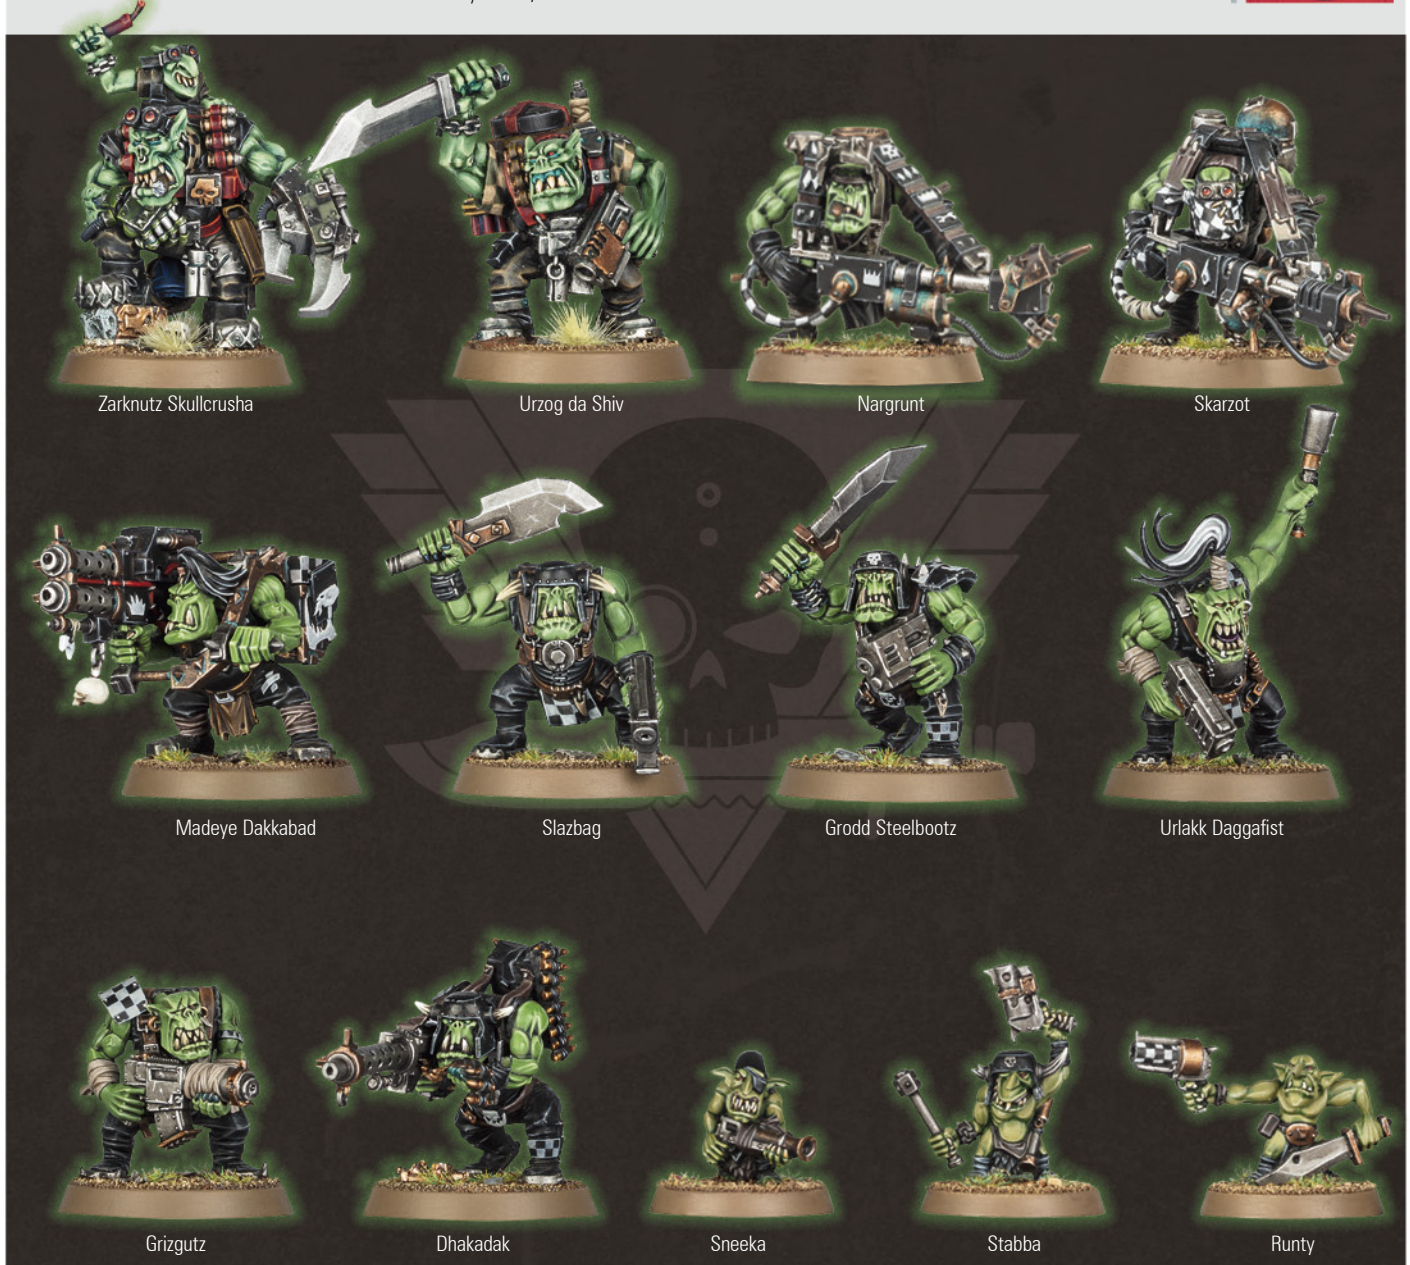 Zarknutz Skullcrusha
Urzog da Shiv
Nargrunt
Skarzot
Madeye Dakkabad
Slazbag
Grodd Steelbootz
Urlakk Daggafist
Grizgutz
Dhakadak
Sneeka
Stabba
Runty